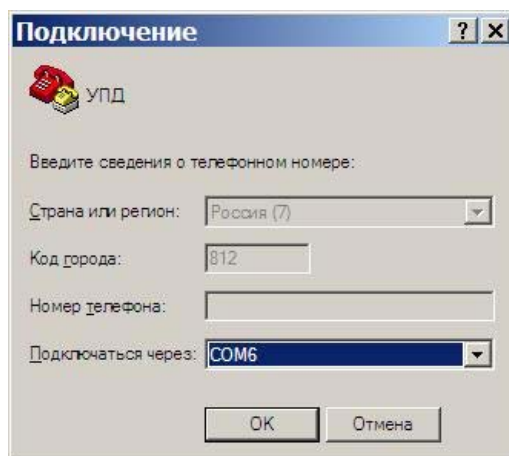 Подключение
УПД
Введите сведения о телефонном номере:
Страна или регион: Россия (7)
Код города: 812
Номер телефона:
Подключаться через: COM6
OK Отмена